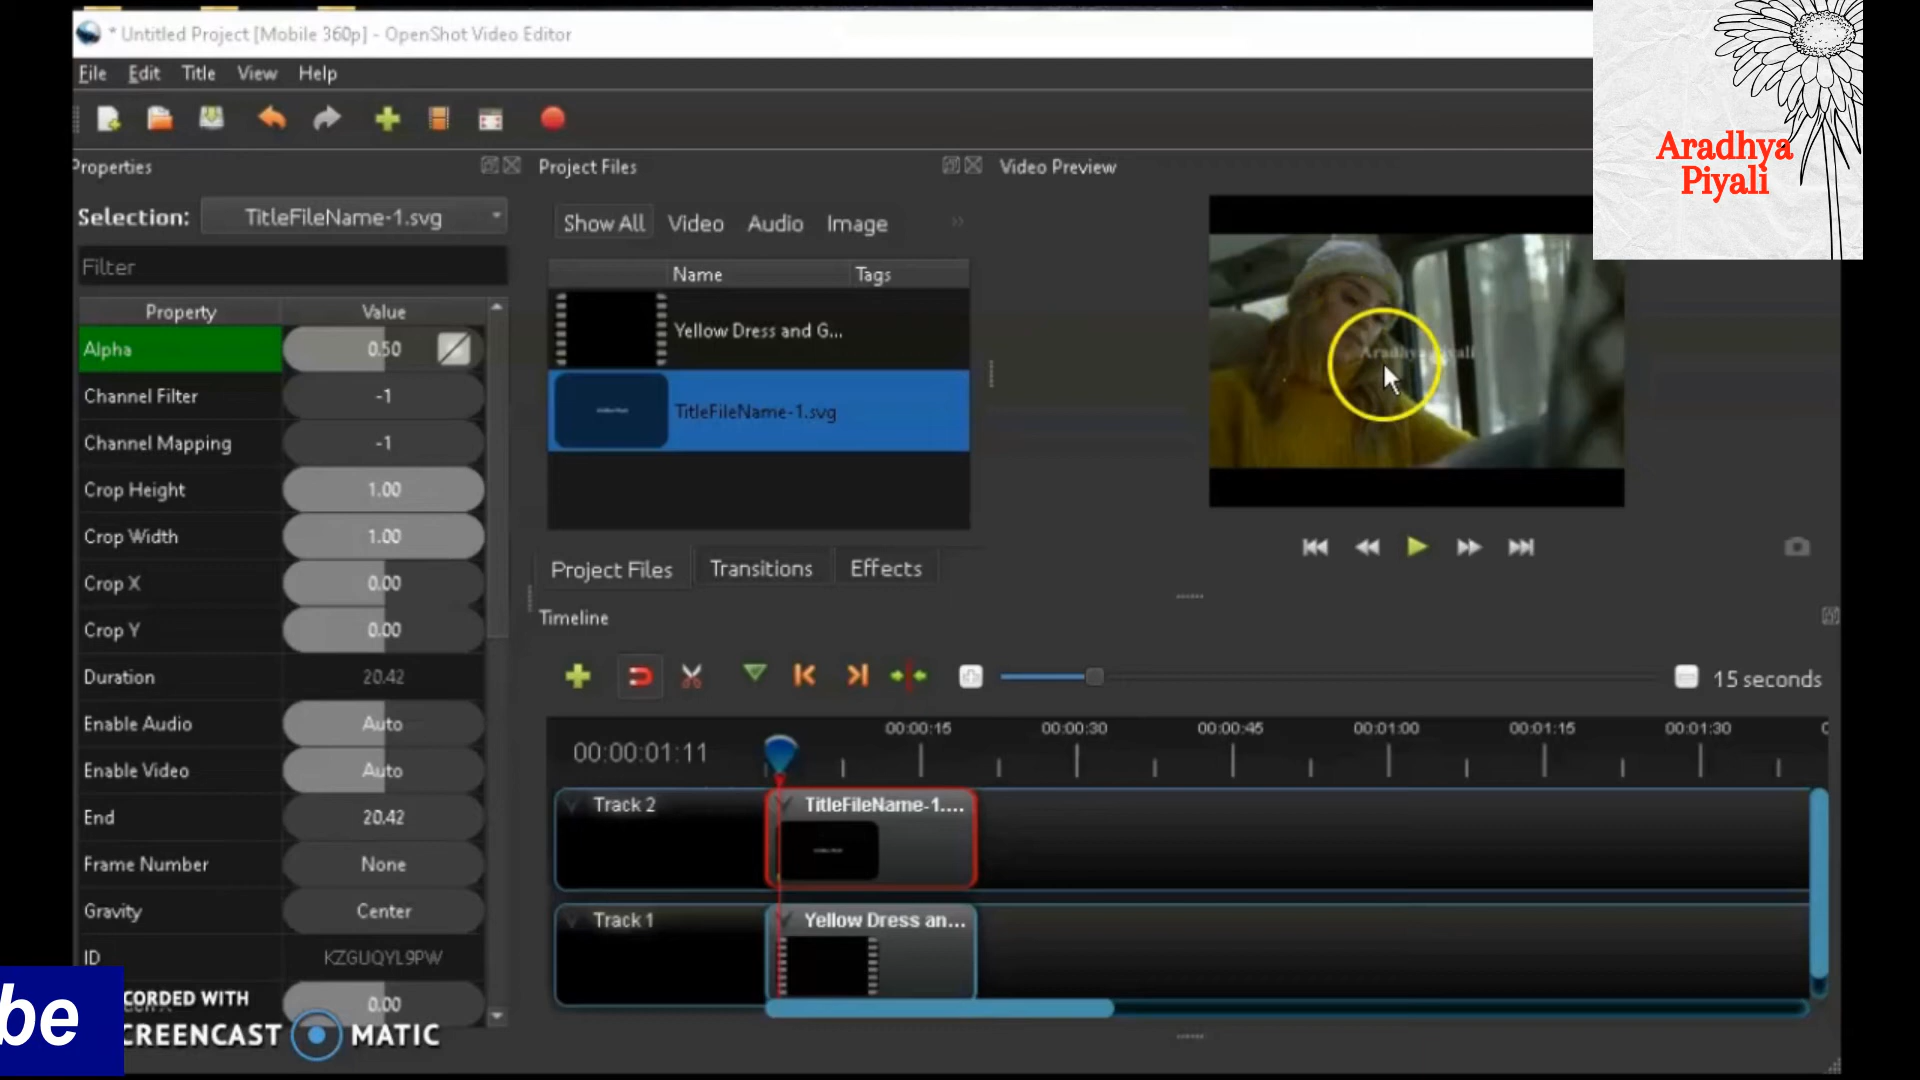 * Untitled Project [Mobile 360p] - OpenShot Video Editor
File Edit Title View Help
Aradhya
Piyali
Properties
Project Files
Video Preview
Selection: TitleFileName-1.svg
Filter
Property Value
Alpha 0.50
Channel Filter -1
Channel Mapping -1
Crop Height 1.00
Crop Width 1.00
Crop X 0.00
Crop Y 0.00
Duration 20.42
Enable Audio Auto
Enable Video Auto
End 20.42
Frame Number None
Gravity Center
ID KZGUQYL9PW
0.00
Show All Video Audio Image
Name Tags
Yellow Dress and G...
TitleFileName-1.svg
Project Files Transitions Effects
Timeline
15 seconds
00:00:01:11
00:00:15 00:00:30 00:00:45 00:01:00 00:01:15 00:01:30
Track 2 TitleFileName-1....
Track 1 Yellow Dress an...
be
CORDED WITH
CREENCAST MATIC